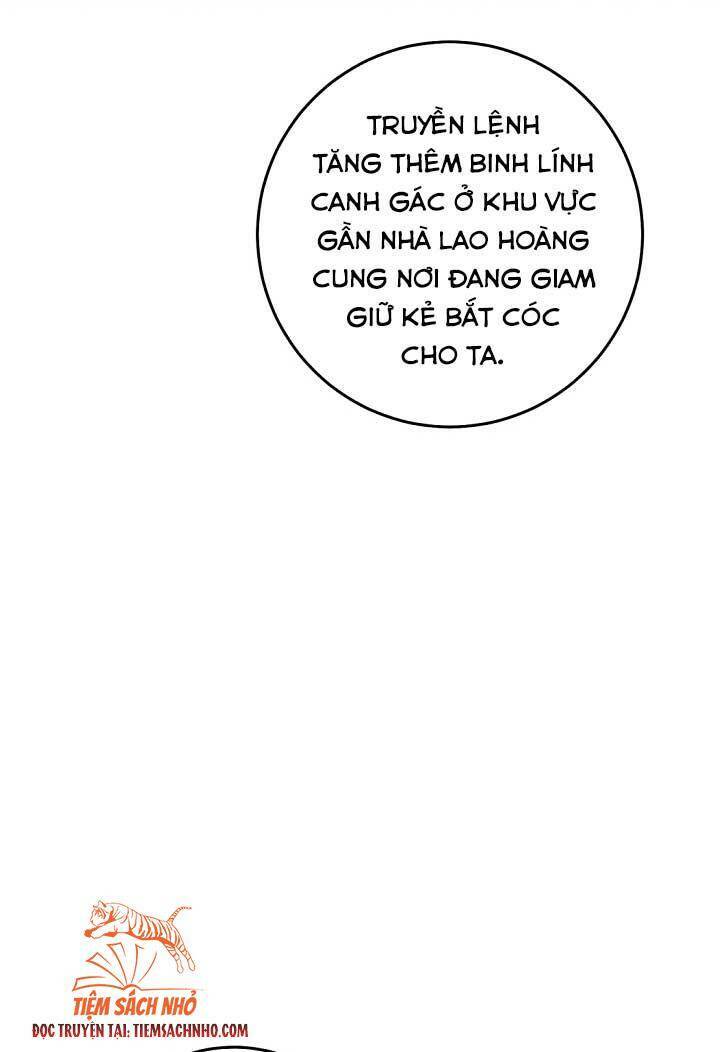 TRUYỀN LỆNH
TĂNG THÊM BINH LÍNH
CANH GÁC Ở KHU VỰC
GẦN NHÀ LAO HOÀNG
CUNG NƠI ĐANG GIAM
GIỮ KẺ BẮT CÓC
CHO TA.
TIỆM SÁCH NHỎ
ĐỌC TRUYỆN TẠI: TIEMSACHNHO.COM